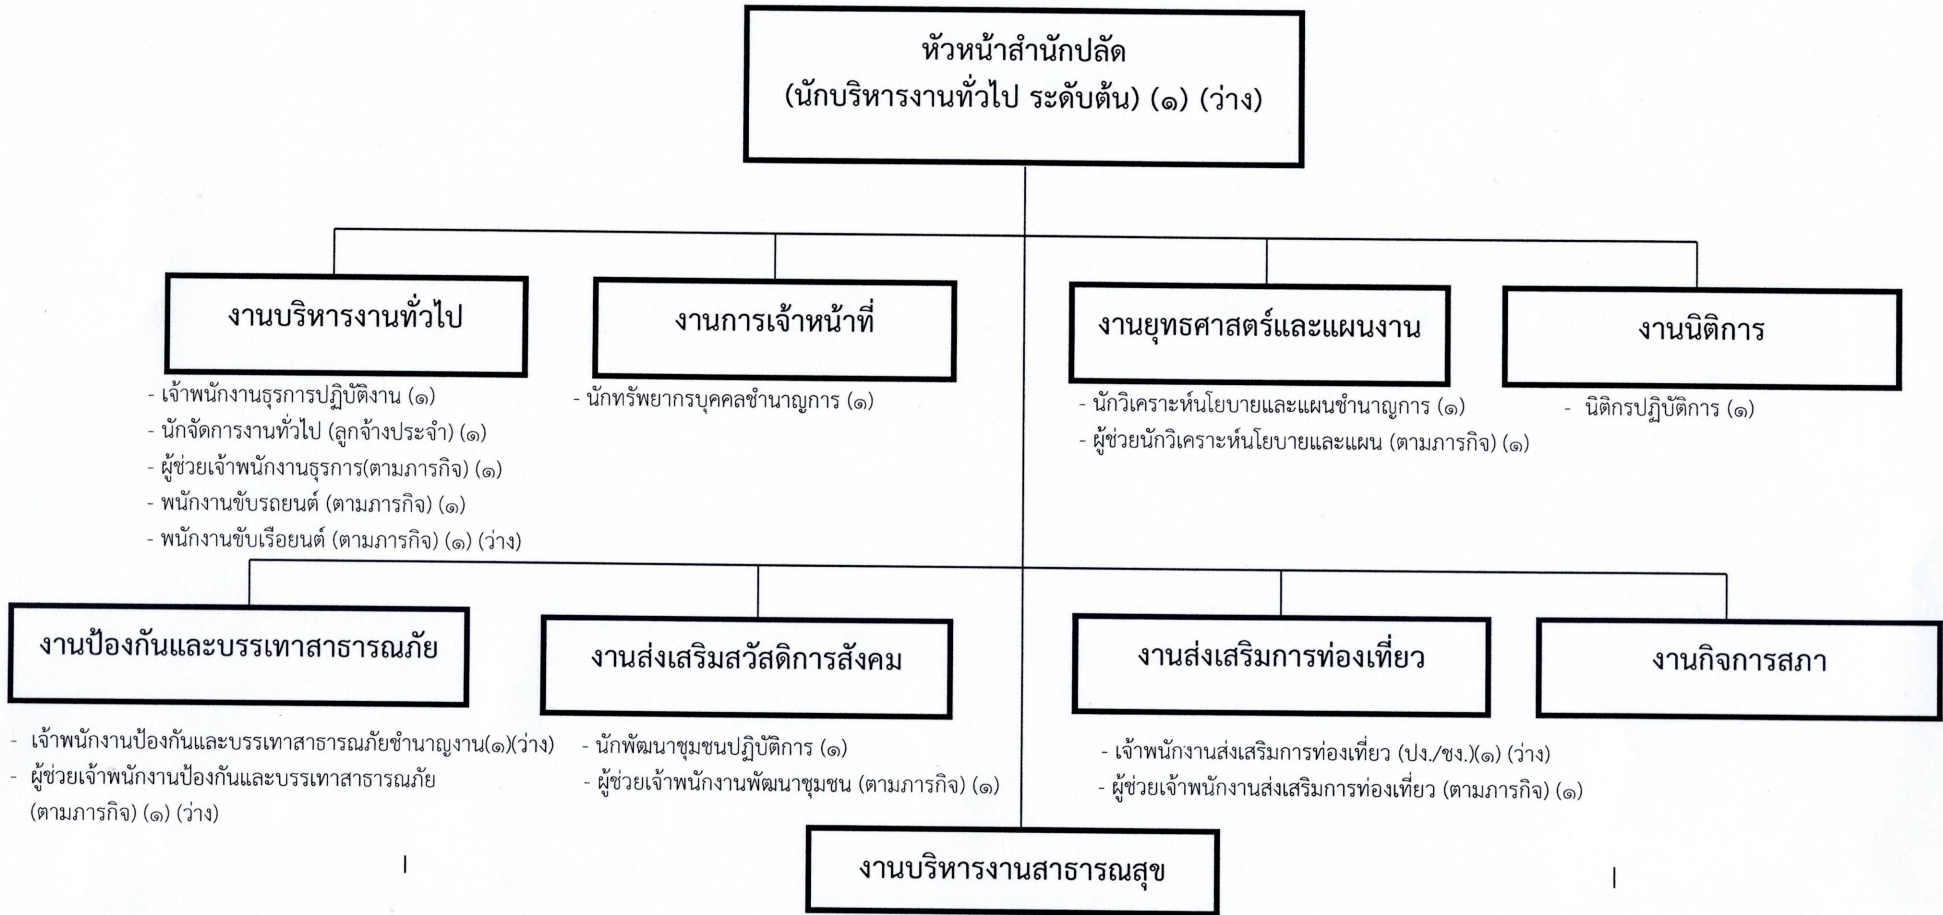 หัวหน้าสำนักปลัด
(นักบริหารงานทั่วไป ระดับต้น) (๑) (ว่าง)
งานบริหารงานทั่วไป
- เจ้าพนักงานธุรการปฏิบัติงาน (๑)
- นักจัดการงานทั่วไป (ลูกจ้างประจำ) (๑)
- ผู้ช่วยเจ้าพนักงานธุรการ(ตามภารกิจ) (๑)
- พนักงานขับรถยนต์ (ตามภารกิจ) (๑)
- พนักงานขับเรือยนต์ (ตามภารกิจ) (๑) (ว่าง)
งานการเจ้าหน้าที่
- นักทรัพยากรบุคคลชำนาญการ (๑)
งานยุทธศาสตร์และแผนงาน
- นักวิเคราะห์นโยบายและแผนชำนาญการ (๑)
- ผู้ช่วยนักวิเคราะห์นโยบายและแผน (ตามภารกิจ) (๑)
งานนิติการ
- นิติกรปฏิบัติการ (๑)
งานป้องกันและบรรเทาสาธารณภัย
- เจ้าพนักงานป้องกันและบรรเทาสาธารณภัยชำนาญงาน(๑)(ว่าง)
- ผู้ช่วยเจ้าพนักงานป้องกันและบรรเทาสาธารณภัย
(ตามภารกิจ) (๑) (ว่าง)
งานส่งเสริมสวัสดิการสังคม
- นักพัฒนาชุมชนปฏิบัติการ (๑)
- ผู้ช่วยเจ้าพนักงานพัฒนาชุมชน (ตามภารกิจ) (๑)
งานส่งเสริมการท่องเที่ยว
- เจ้าพนักงานส่งเสริมการท่องเที่ยว (ปง./ชง.)(๑) (ว่าง)
- ผู้ช่วยเจ้าพนักงานส่งเสริมการท่องเที่ยว (ตามภารกิจ) (๑)
งานกิจการสภา
งานบริหารงานสาธารณสุข